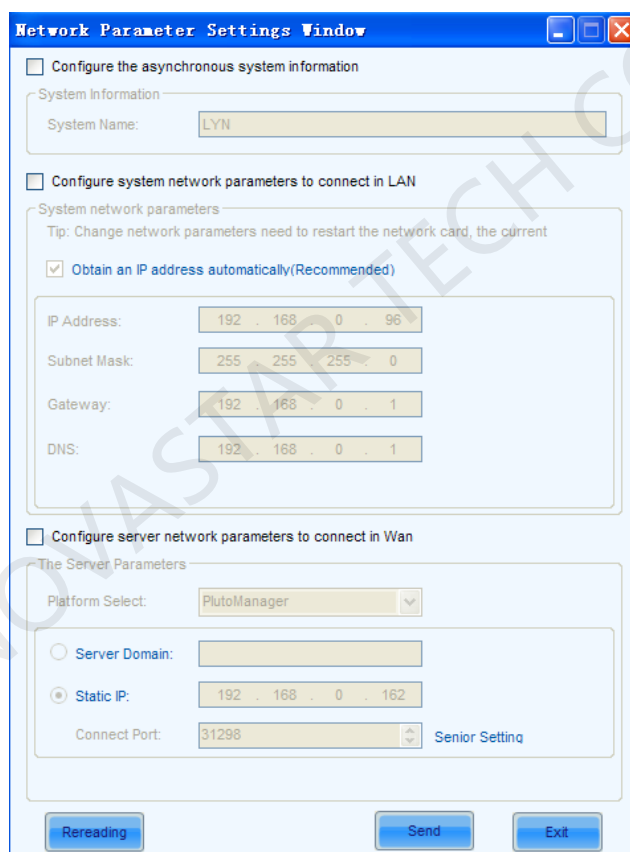 Network Parameter Settings Window
Configure the asynchronous system information
System Information
System Name: LYN
Configure system network parameters to connect in LAN
System network parameters
Tip: Change network parameters need to restart the network card, the current
Obtain an IP address automatically(Recommended)
IP Address: 192 . 168 . 0 . 96
Subnet Mask: 255 . 255 . 255 . 0
Gateway: 192 . 168 . 0 . 1
DNS: 192 . 168 . 0 . 1
Configure server network parameters to connect in Wan
The Server Parameters
Platform Select: PlutoManager
Server Domain:
Static IP: 192 . 168 . 0 . 162
Connect Port: 31298 Senior Setting
Rereading Send Exit
NOVASTAR TECH CO